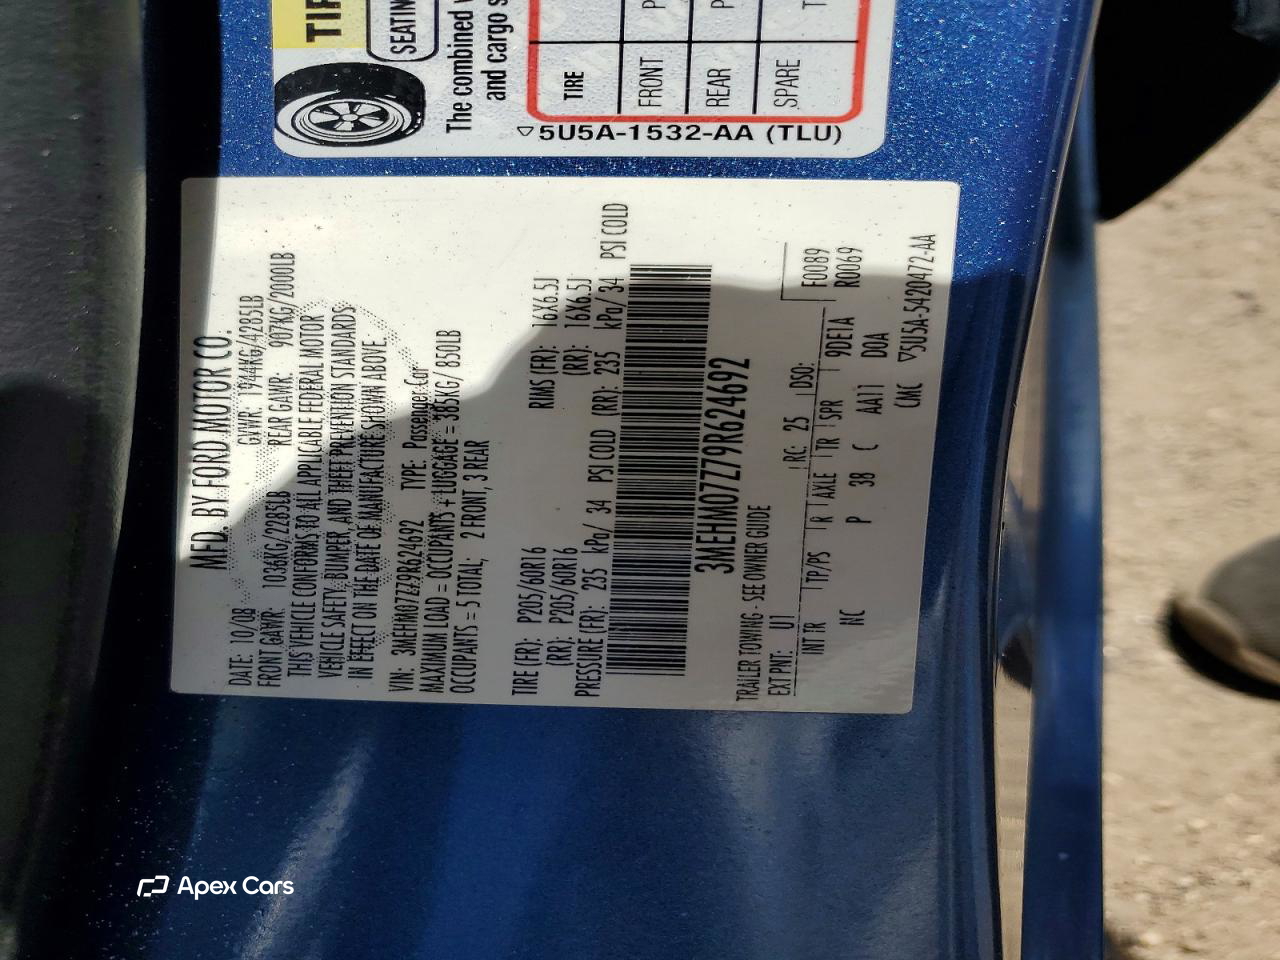 TIR
SEATIN
The combined
and cargo s
TIRE
FRONT P
REAR P
SPARE T
5U5A-1532-AA (TLU)
MFD. BY FORD MOTOR CO.
DATE: 10/08 GVWR: 1944KG/4285LB
FRONT GAWR: 1036KG/2285LB REAR GAWR: 907KG/2000LB
THIS VEHICLE CONFORMS TO ALL APPLICABLE FEDERAL MOTOR
VEHICLE SAFETY, BUMPER, AND THEFT PREVENTION STANDARDS
IN EFFECT ON THE DATE OF MANUFACTURE SHOWN ABOVE.
VIN: 3MEHM07Z79R624692 TYPE: Passenger Car
MAXIMUM LOAD = OCCUPANTS + LUGGAGE = 385KG/ 850LB
OCCUPANTS = 5 TOTAL; 2 FRONT, 3 REAR
TIRE (FR): P205/60R16 RIMS (FR): 16X6.5J
(RR): P205/60R16 (RR): 16X6.5J
PRESSURE (FR): 235 kPa/ 34 PSI COLD (RR): 235 kPa/ 34 PSI COLD
3MEHM07Z79R624692
TRAILER TOWING - SEE OWNER GUIDE
F0089
R0069
EXT PNT: U1 RC: 25 DSO:
INT TR TP/PS R AXLE TR SPR 9DE1A
NC P 38 C AA11 D0A
CMC 5U5A-5420472-AA
Apex Cars